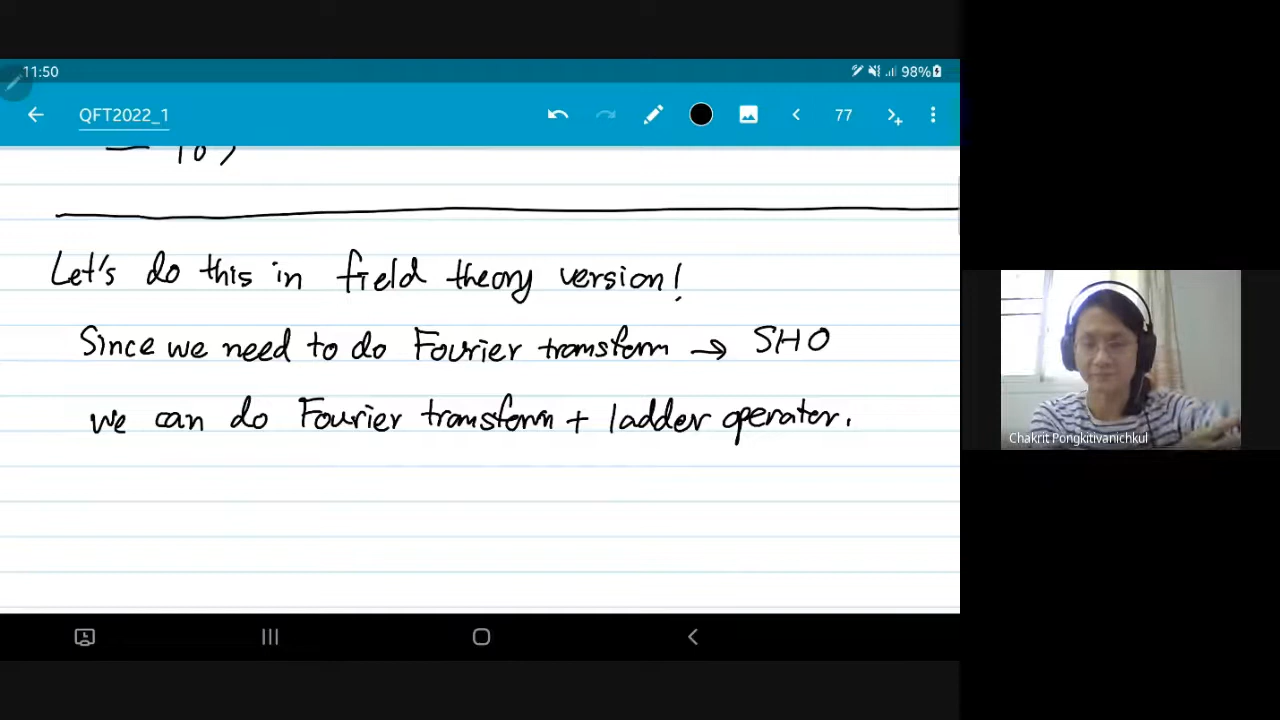 11:50
98%
QFT2022_1
77
Let's do this in field theory version!
Since we need to do Fourier transform → SHO
we can do Fourier transform + ladder operator.
Chakrit Pongkitivanichkul